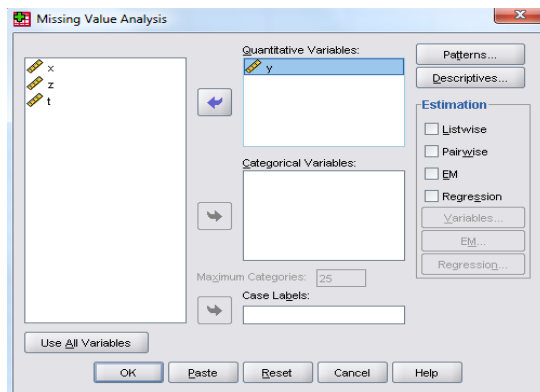 Missing Value Analysis
x
z
t
Quantitative Variables:
y
Categorical Variables:
Maximum Categories: 25
Case Labels:
Patterns...
Descriptives...
Estimation
Listwise
Pairwise
EM
Regression
Variables...
EM...
Regression...
Use All Variables
OK
Paste
Reset
Cancel
Help